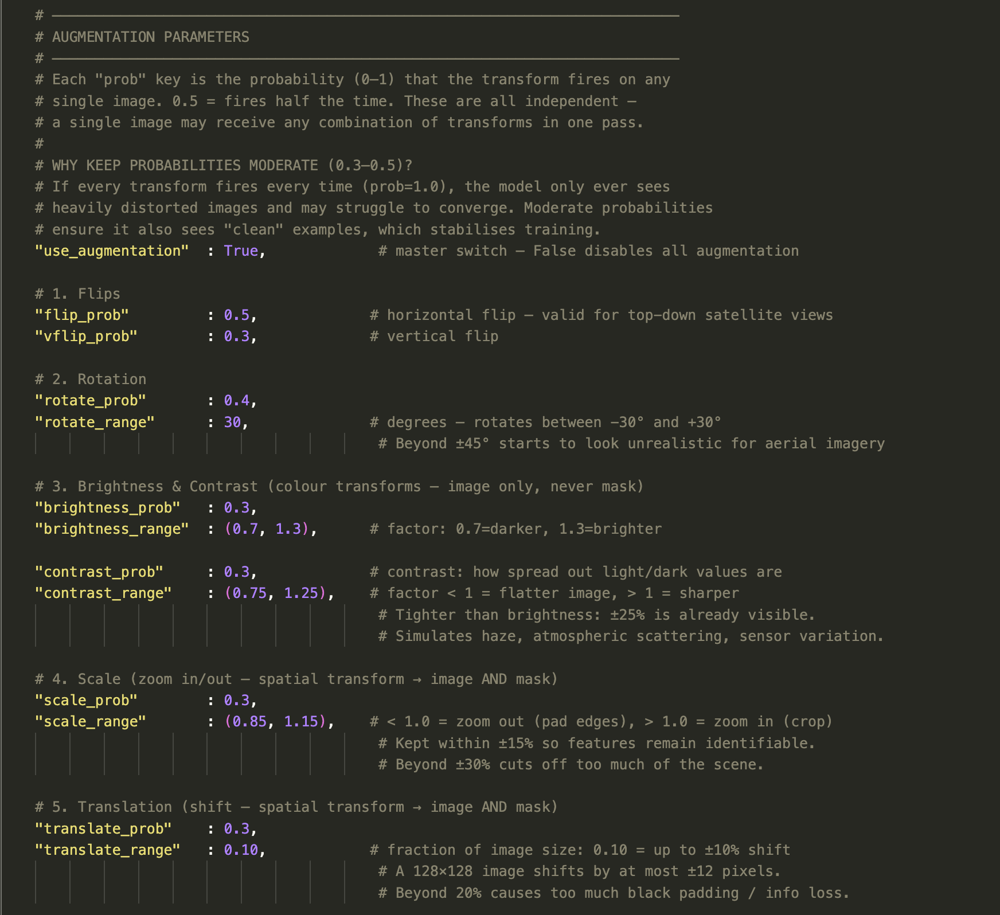 # ─────────────────────────────────────────────────────────────────────────
# AUGMENTATION PARAMETERS
# ─────────────────────────────────────────────────────────────────────────
# Each "prob" key is the probability (0–1) that the transform fires on any
# single image. 0.5 = fires half the time. These are all independent —
# a single image may receive any combination of transforms in one pass.
#
# WHY KEEP PROBABILITIES MODERATE (0.3–0.5)?
# If every transform fires every time (prob=1.0), the model only ever sees
# heavily distorted images and may struggle to converge. Moderate probabilities
# ensure it also sees "clean" examples, which stabilises training.
"use_augmentation"  : True,             # master switch — False disables all augmentation
# 1. Flips
"flip_prob"         : 0.5,             # horizontal flip — valid for top-down satellite views
"vflip_prob"        : 0.3,             # vertical flip
# 2. Rotation
"rotate_prob"       : 0.4,
"rotate_range"      : 30,              # degrees — rotates between −30° and +30°
# Beyond ±45° starts to look unrealistic for aerial imagery
# 3. Brightness & Contrast (colour transforms — image only, never mask)
"brightness_prob"   : 0.3,
"brightness_range"  : (0.7, 1.3),      # factor: 0.7=darker, 1.3=brighter
"contrast_prob"     : 0.3,             # contrast: how spread out light/dark values are
"contrast_range"    : (0.75, 1.25),    # factor < 1 = flatter image, > 1 = sharper
# Tighter than brightness: ±25% is already visible.
# Simulates haze, atmospheric scattering, sensor variation.
# 4. Scale (zoom in/out — spatial transform → image AND mask)
"scale_prob"        : 0.3,
"scale_range"       : (0.85, 1.15),    # < 1.0 = zoom out (pad edges), > 1.0 = zoom in (crop)
# Kept within ±15% so features remain identifiable.
# Beyond ±30% cuts off too much of the scene.
# 5. Translation (shift — spatial transform → image AND mask)
"translate_prob"    : 0.3,
"translate_range"   : 0.10,            # fraction of image size: 0.10 = up to ±10% shift
# A 128×128 image shifts by at most ±12 pixels.
# Beyond 20% causes too much black padding / info loss.